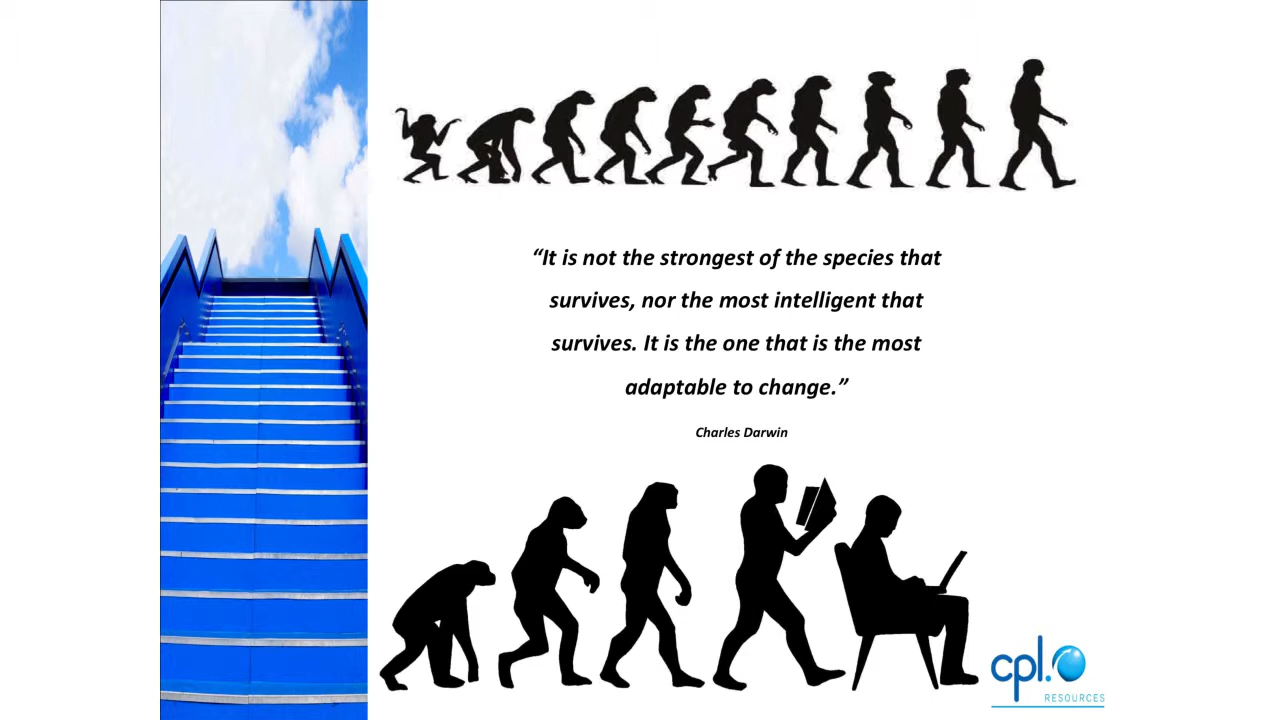 “It is not the strongest of the species that
survives, nor the most intelligent that
survives. It is the one that is the most
adaptable to change.”
Charles Darwin
cpl.
RESOURCES